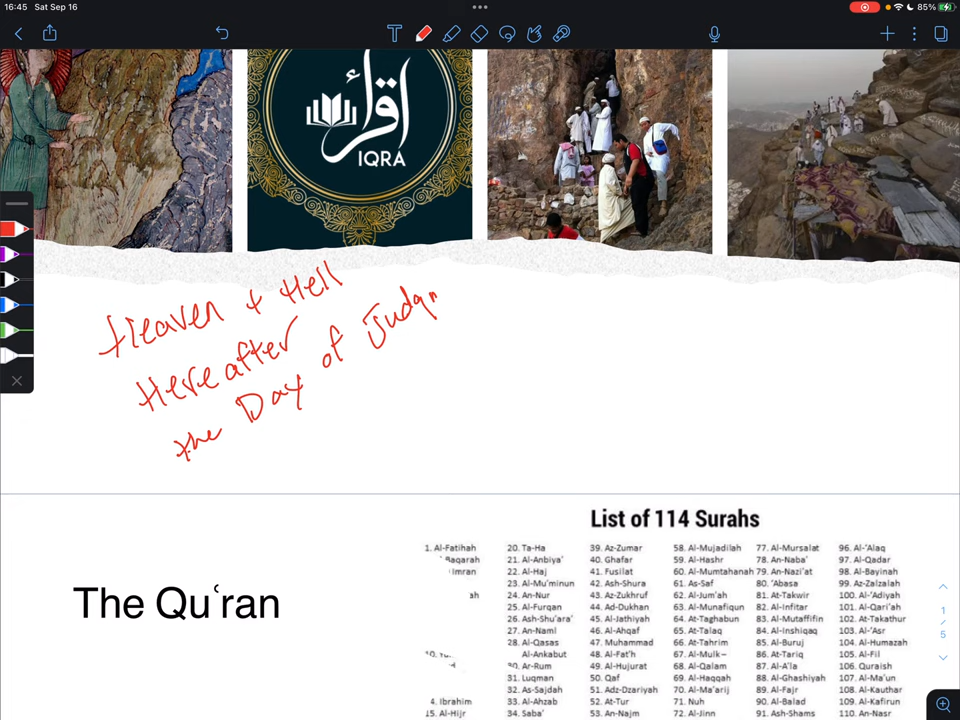 16:45 Sat Sep 16
85%
اقرأ
IQRA
Heaven + Hell
Hereafter
the Day of Judg
1
5
List of 114 Surahs
The Quʿran
1. Al-Fatihah
Baqarah
Imran
ah
4. Ibrahim
15. Al-Hijr
20. Ta-Ha
21. Al-Anbiya'
22. Al-Haj
23. Al-Mu'minun
24. An-Nur
25. Al-Furqan
26. Ash-Shu'ara'
27. An-Naml
28. Al-Qasas
Al-Ankabut
30. Ar-Rum
31. Luqman
32. As-Sajdah
33. Al-Ahzab
34. Saba'
39. Az-Zumar
40. Ghafar
41. Fusilat
42. Ash-Shura
43. Az-Zukhruf
44. Ad-Dukhan
45. Al-Jathiyah
46. Al-Ahqaf
47. Muhammad
48. Al-Fat'h
49. Al-Hujurat
50. Qaf
51. Adz-Dzariyah
52. At-Tur
53. An-Najm
58. Al-Mujadilah
59. Al-Hashr
60. Al-Mumtahanah
61. As-Saf
62. Al-Jum'ah
63. Al-Munafiqun
64. At-Taghabun
65. At-Talaq
66. At-Tahrim
67. Al-Mulk–
68. Al-Qalam
69. Al-Haqqah
70. Al-Ma'arij
71. Nuh
72. Al-Jinn
77. Al-Mursalat
78. An-Naba'
79. An-Nazi'at
80. 'Abasa
81. At-Takwir
82. Al-Infitar
83. Al-Mutaffifin
84. Al-Inshiqaq
85. Al-Buruj
86. At-Tariq
87. Al-A'la
88. Al-Ghashiyah
89. Al-Fajr
90. Al-Balad
91. Ash-Shams
96. Al-'Alaq
97. Al-Qadar
98. Al-Bayinah
99. Az-Zalzalah
100. Al-'Adiyah
101. Al-Qari'ah
102. At-Takathur
103. Al-'Asr
104. Al-Humazah
105. Al-Fil
106. Quraish
107. Al-Ma'un
108. Al-Kauthar
109. Al-Kafirun
110. An-Nasr